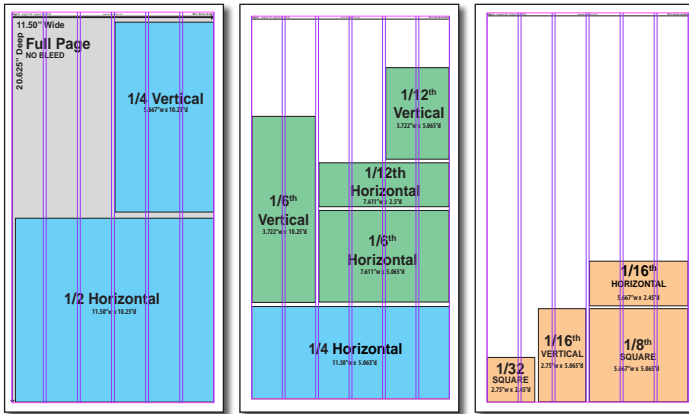 11.50" Wide
20.625" Deep
Full Page
NO BLEED
1/4 Vertical
5.667"w x 10.25"d
1/2 Horizontal
11.50"w x 10.25"d
1/12th
Vertical
3.722"w x 5.065"d
1/12th
Horizontal
7.611"w x 2.5"d
1/6th
Vertical
3.722"w x 10.25"d
1/6th
Horizontal
7.611"w x 5.065"d
1/4 Horizontal
11.50"w x 5.065"d
1/16th
HORIZONTAL
5.667"w x 2.45"d
1/16th
VERTICAL
2.75"w x 5.065"d
1/8th
SQUARE
5.667"w x 5.065"d
1/32
SQUARE
2.75"w x 2.45"d